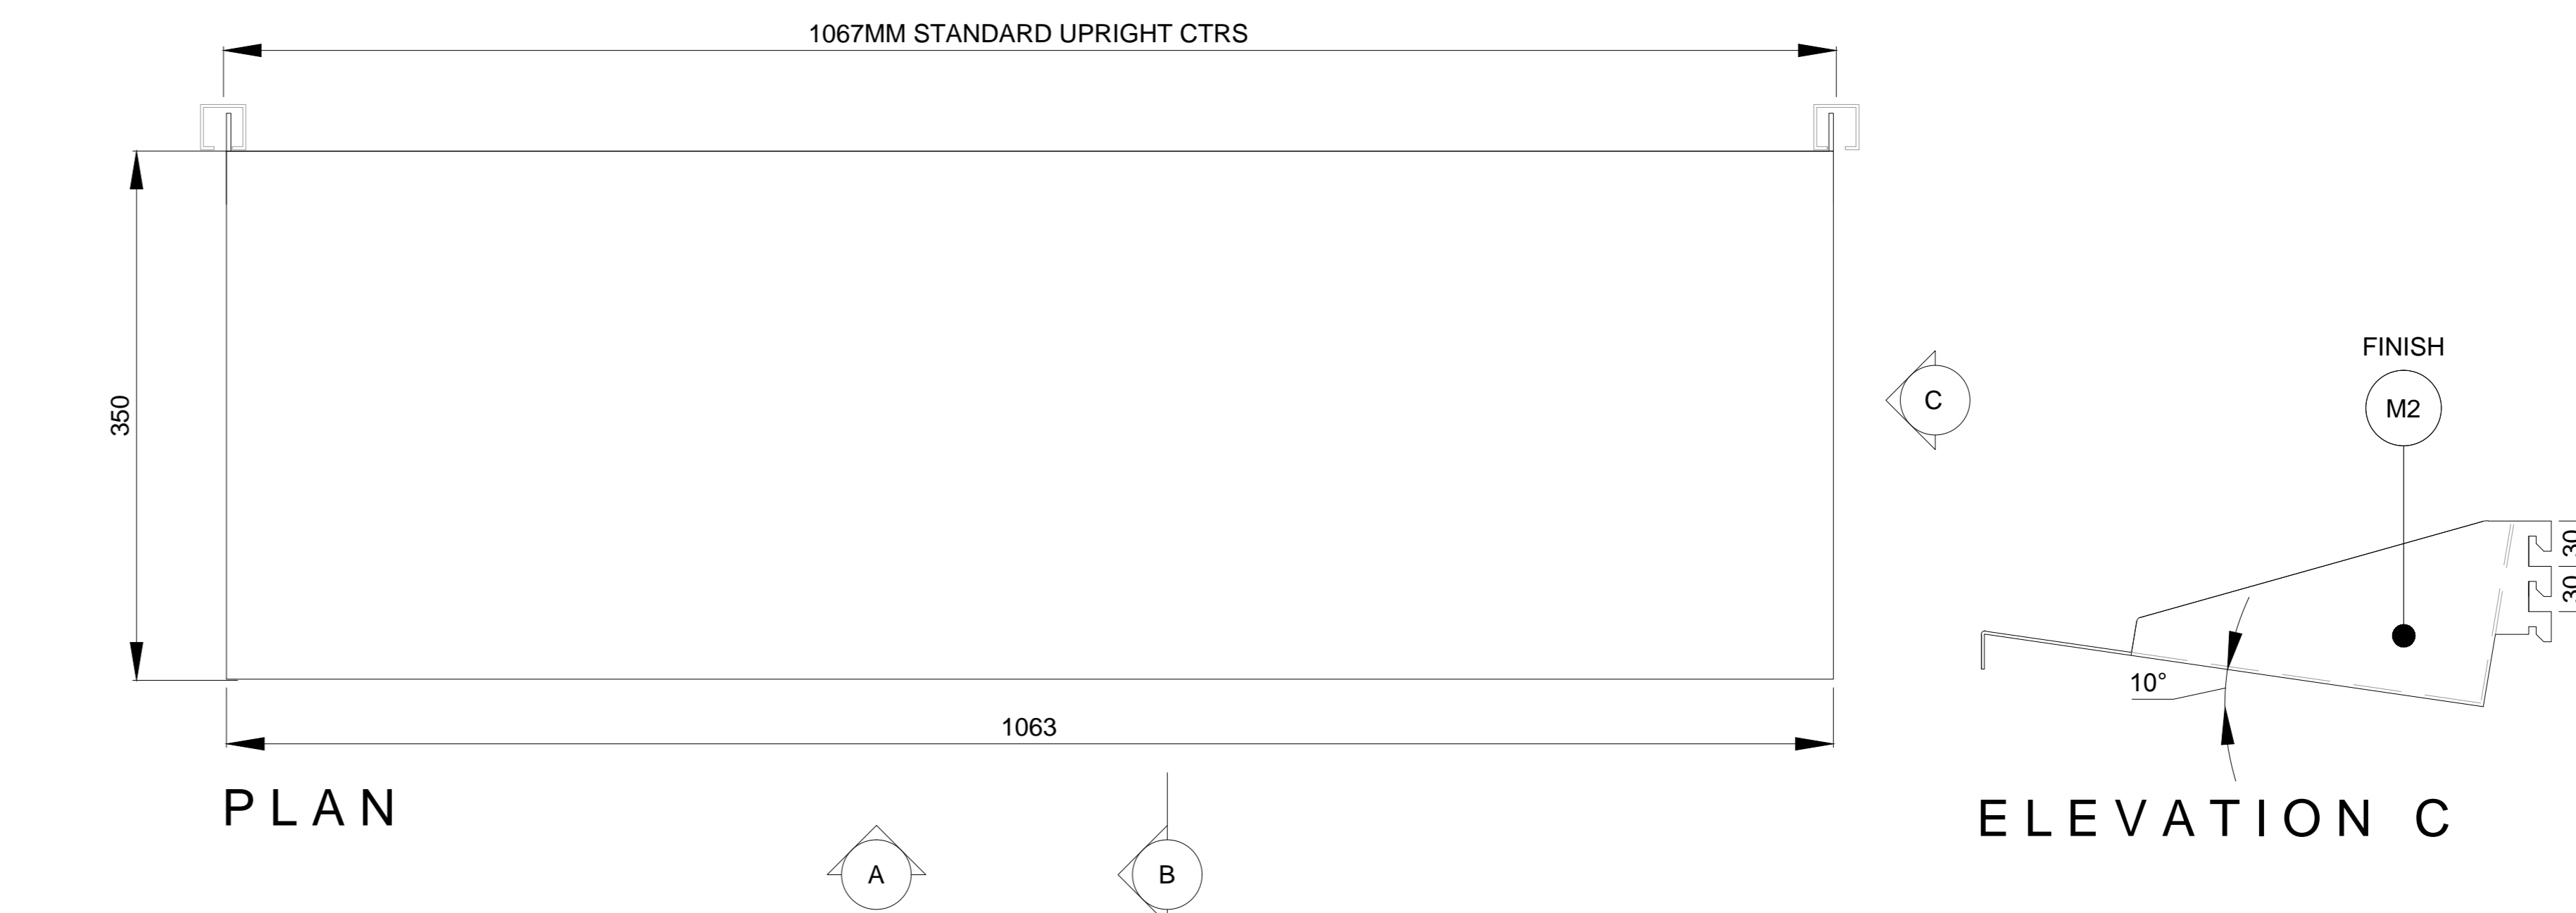 1067MM STANDARD UPRIGHT CTRS
350
C
FINISH
M2
30
30
10°
1063
PLAN
ELEVATION C
A
B